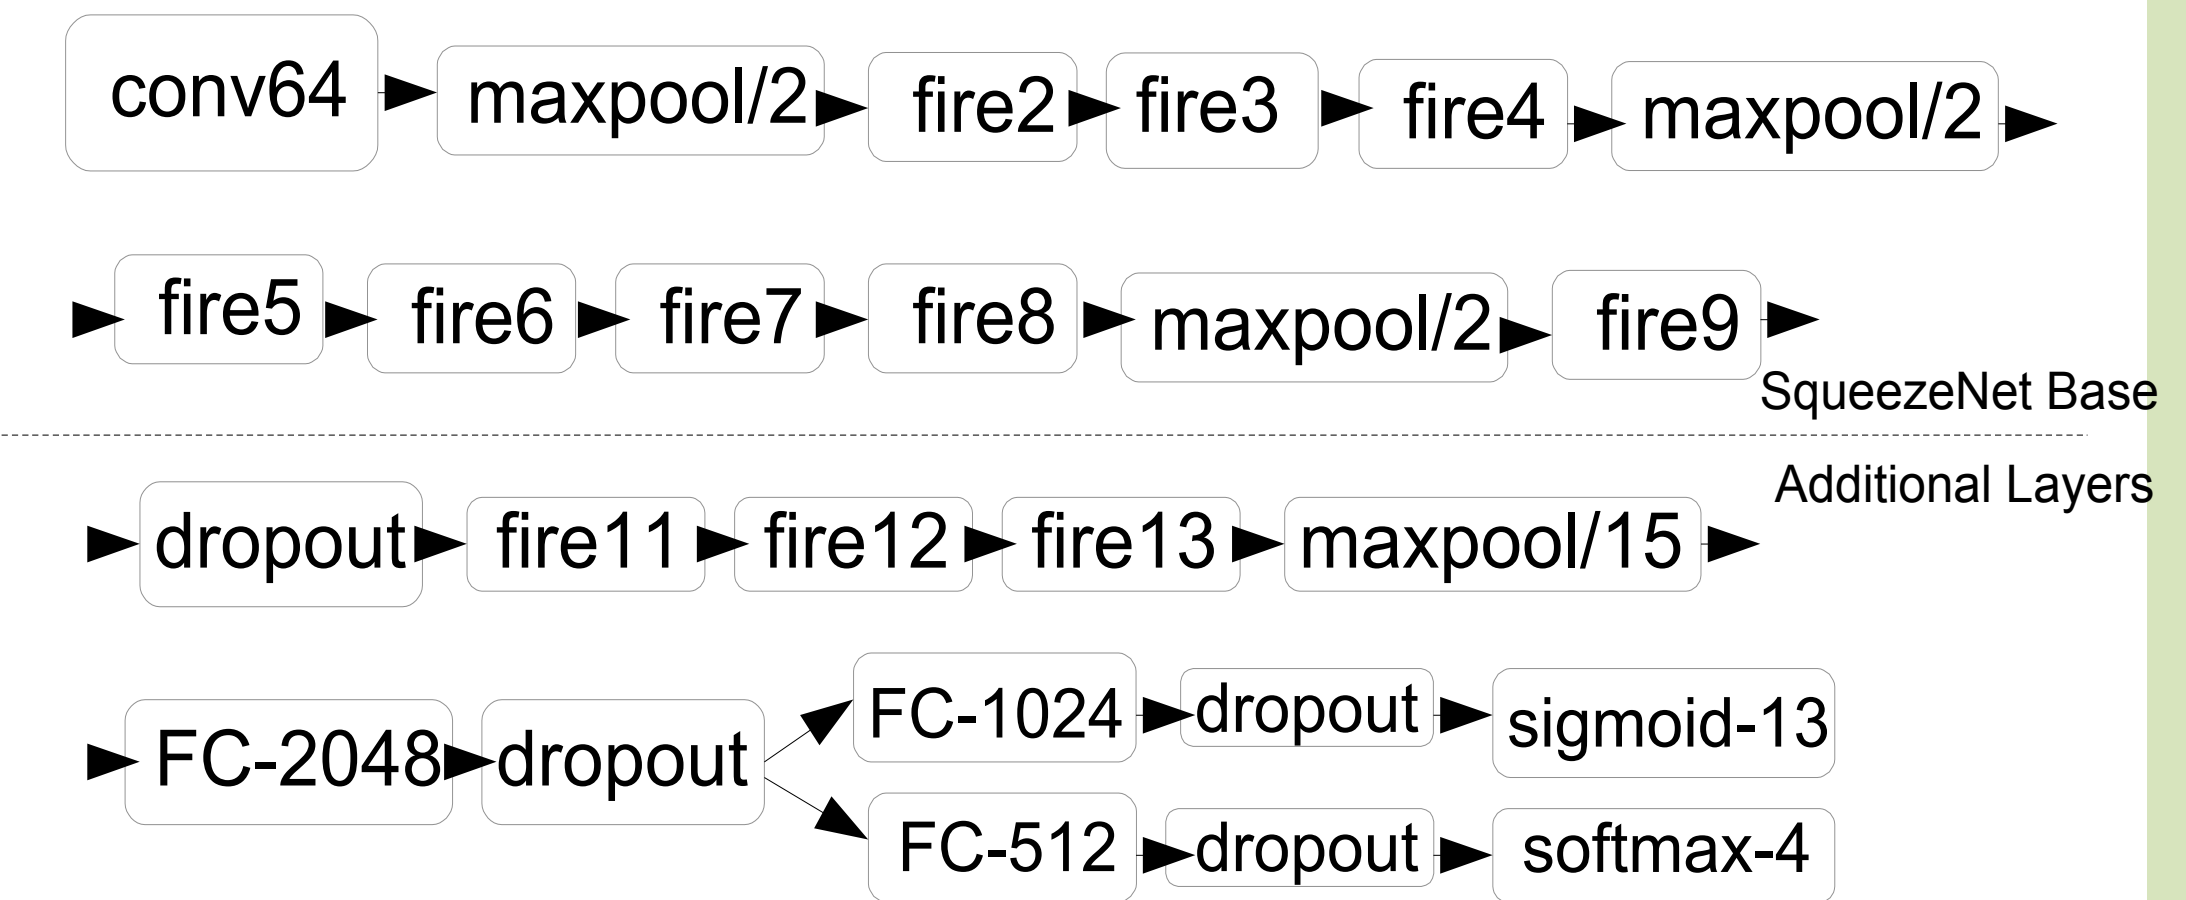 conv64 maxpool/2 fire2 fire3 fire4 maxpool/2
fire5 fire6 fire7 fire8 maxpool/2 fire9
SqueezeNet Base
Additional Layers
dropout fire11 fire12 fire13 maxpool/15
FC-2048 dropout
FC-1024 dropout sigmoid-13
FC-512 dropout softmax-4